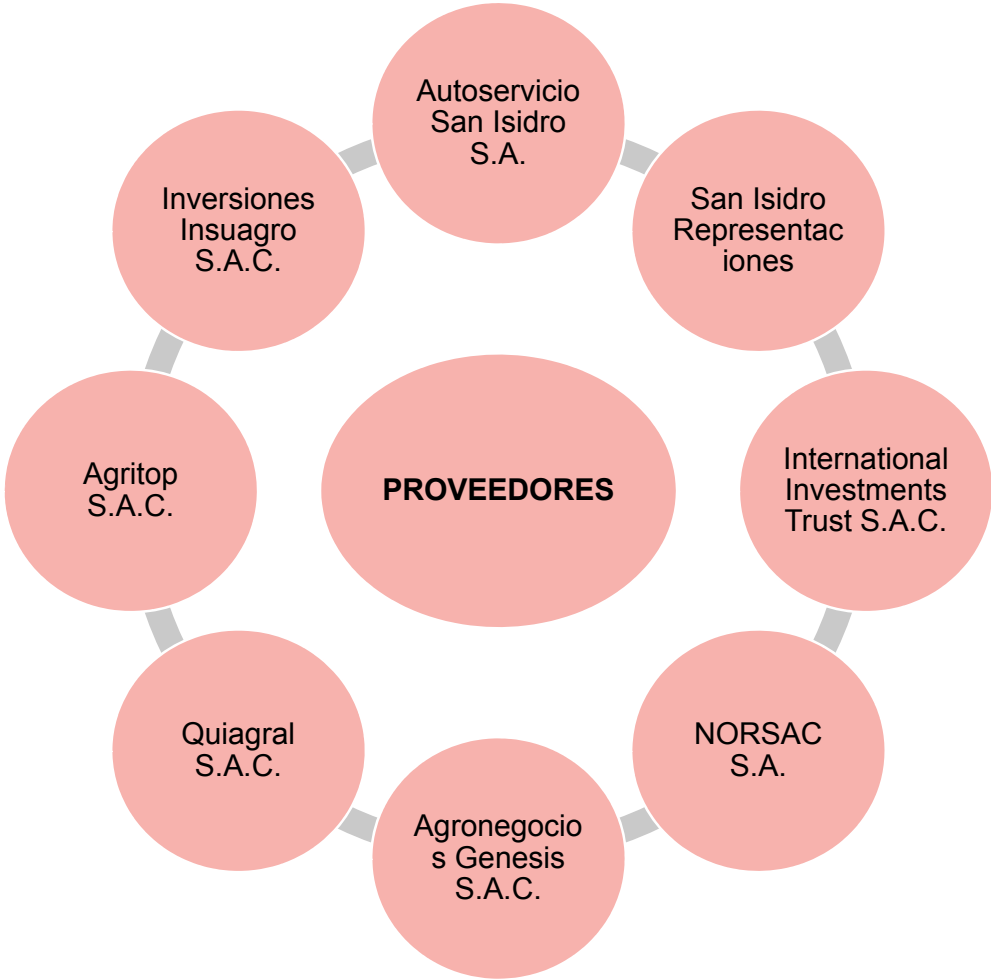 Autoservicio
San Isidro
S.A.
San Isidro
Representac
iones
International
Investments
Trust S.A.C.
NORSAC
S.A.
Agronegocio
s Genesis
S.A.C.
Quiagral
S.A.C.
Agritop
S.A.C.
Inversiones
Insuagro
S.A.C.
PROVEEDORES